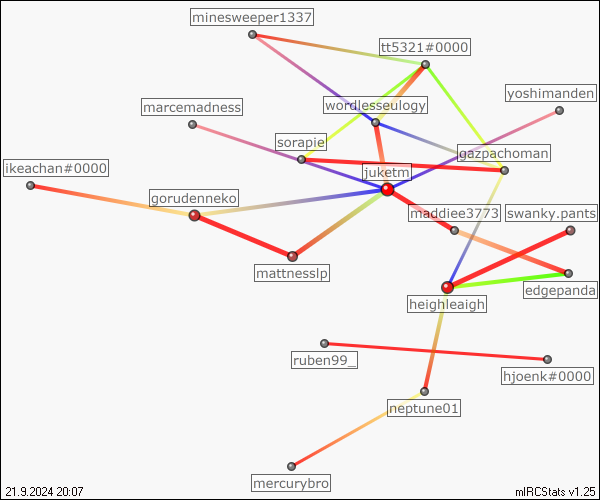 minesweeper1337
tt5321#0000
yoshimanden
marcemadness
wordlesseulogy
sorapie
gazpachoman
ikeachan#0000
juketm
gorudenneko
maddiee3773
swanky.pants
mattnesslp
edgepanda
heighleaigh
ruben99_
hjoenk#0000
neptune01
mercurybro
21.9.2024 20:07
mIRCStats v1.25